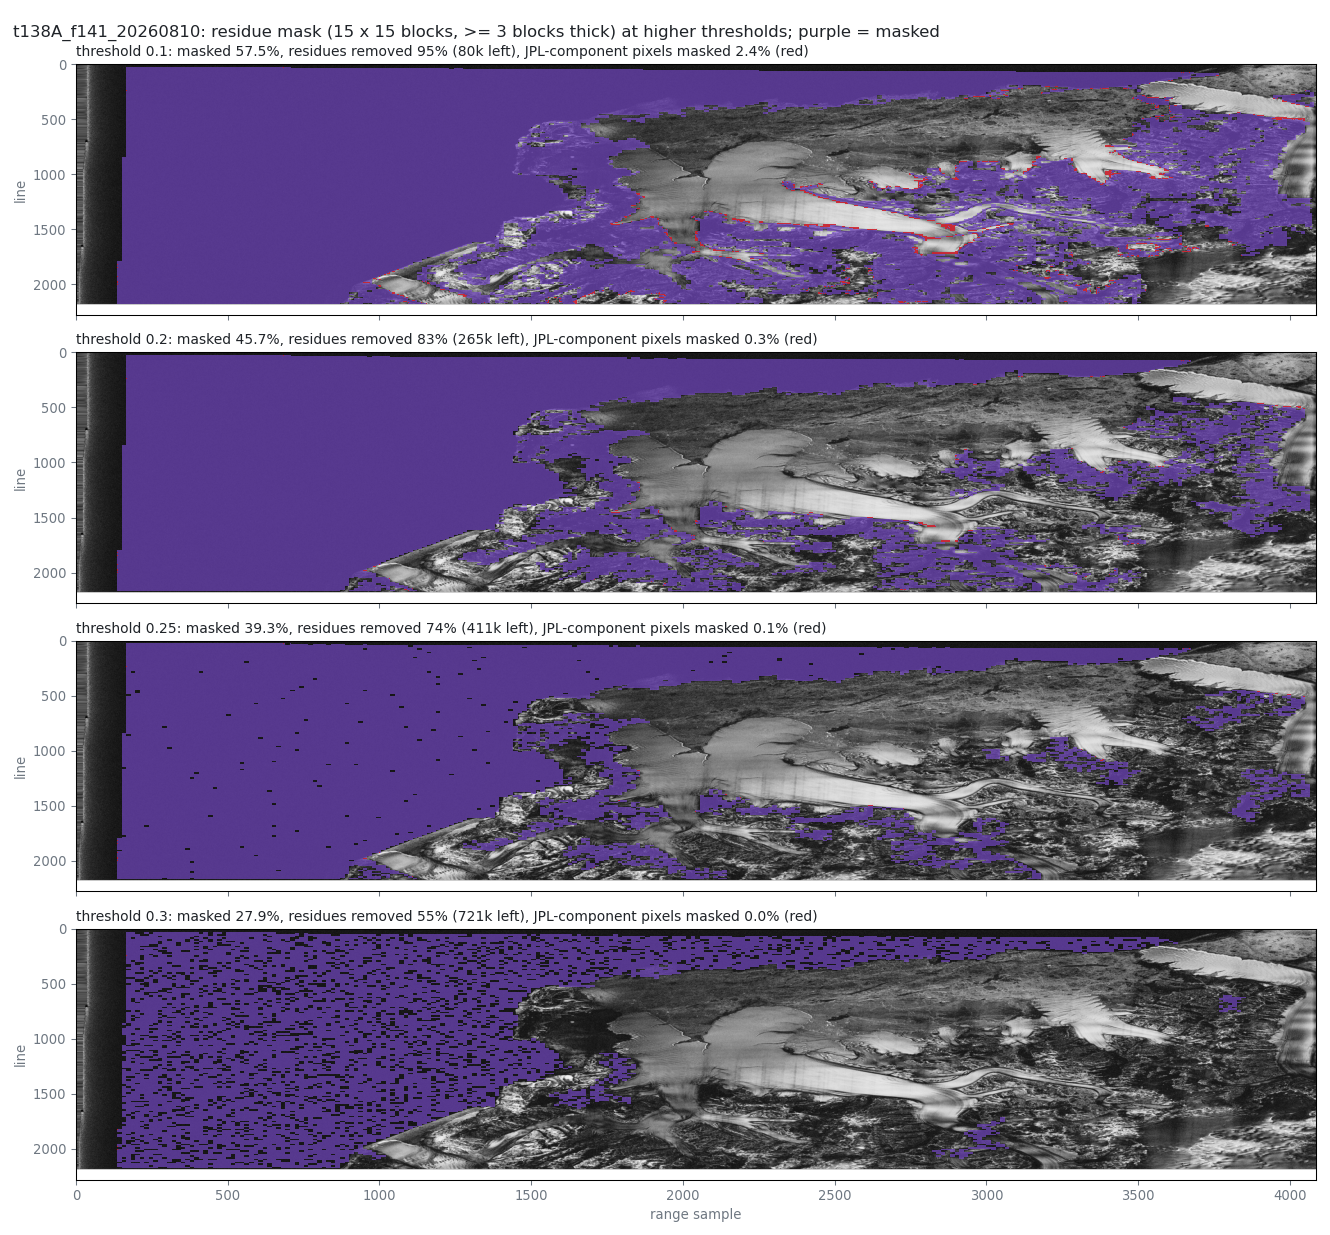 t138A_f141_20260810: residue mask (15 x 15 blocks, >= 3 blocks thick) at higher thresholds; purple = masked
threshold 0.1: masked 57.5%, residues removed 95% (80k left), JPL-component pixels masked 2.4% (red)
0
500
1000
1500
2000
line
threshold 0.2: masked 45.7%, residues removed 83% (265k left), JPL-component pixels masked 0.3% (red)
0
500
1000
1500
2000
line
threshold 0.25: masked 39.3%, residues removed 74% (411k left), JPL-component pixels masked 0.1% (red)
0
500
1000
1500
2000
line
threshold 0.3: masked 27.9%, residues removed 55% (721k left), JPL-component pixels masked 0.0% (red)
0
500
1000
1500
2000
line
0 500 1000 1500 2000 2500 3000 3500 4000
range sample